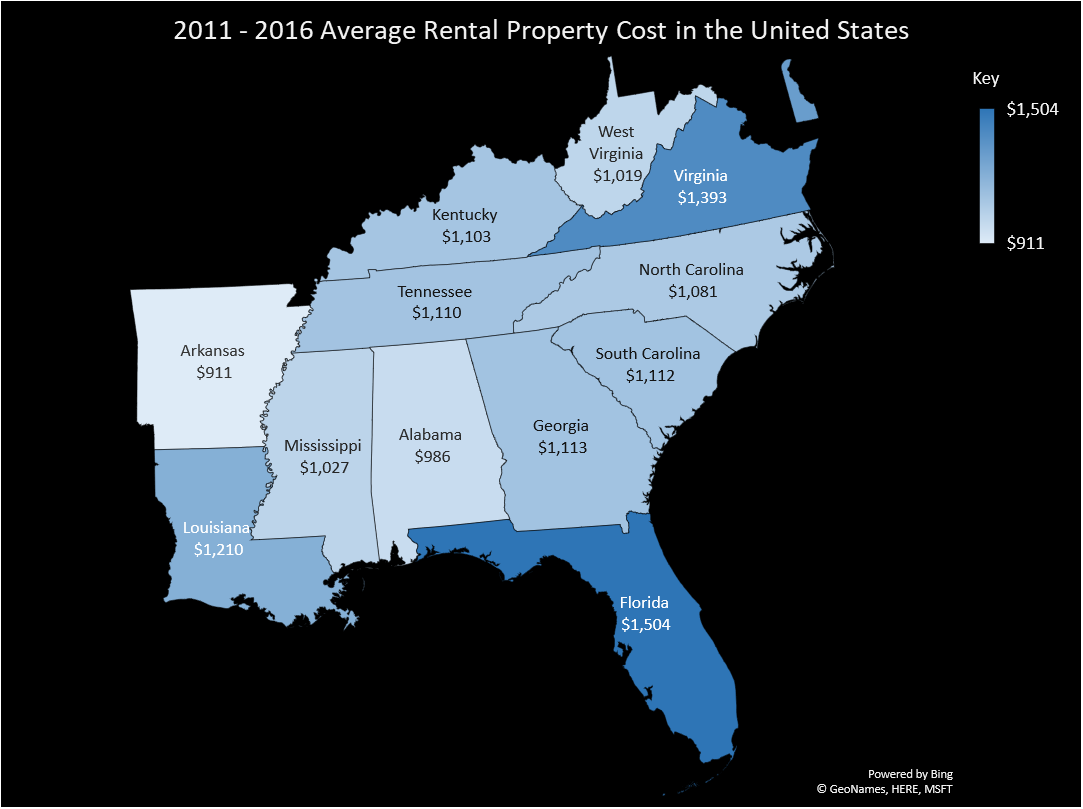 2011 - 2016 Average Rental Property Cost in the United States
Key
$1,504
$911
West
Virginia
$1,019
Virginia
$1,393
Kentucky
$1,103
North Carolina
$1,081
Tennessee
$1,110
Arkansas
$911
South Carolina
$1,112
Mississippi
$1,027
Alabama
$986
Georgia
$1,113
Louisiana
$1,210
Florida
$1,504
Powered by Bing
© GeoNames, HERE, MSFT